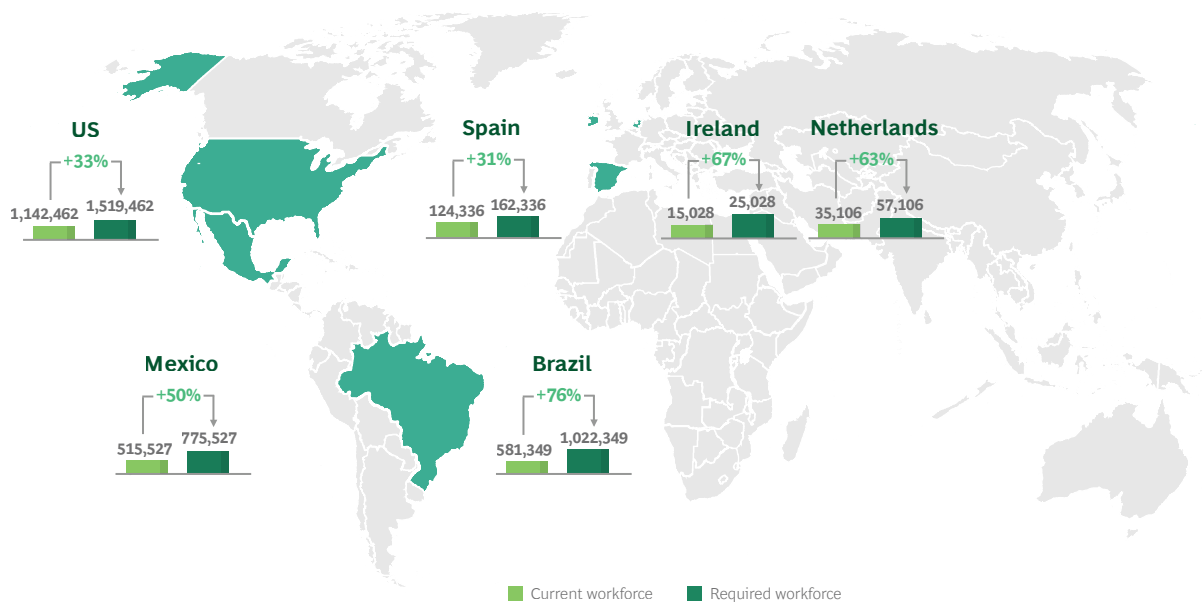 US
+33%
1,142,462
1,519,462
Spain
+31%
124,336
162,336
Ireland
+67%
15,028
25,028
Netherlands
+63%
35,106
57,106
Mexico
+50%
515,527
775,527
Brazil
+76%
581,349
1,022,349
Current workforce
Required workforce